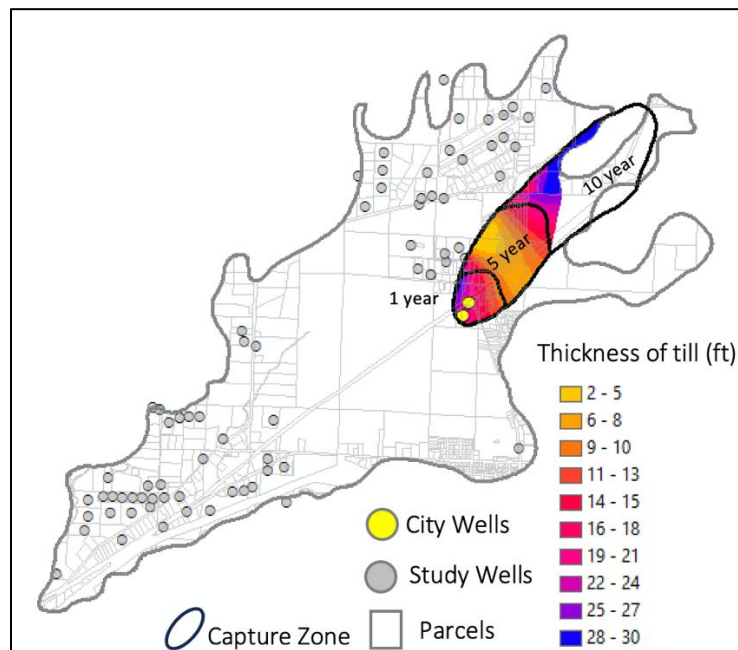 10 year
5 year
1 year
Thickness of till (ft)
2 - 5
6 - 8
9 - 10
11 - 13
14 - 15
16 - 18
19 - 21
22 - 24
25 - 27
28 - 30
City Wells
Study Wells
Capture Zone
Parcels